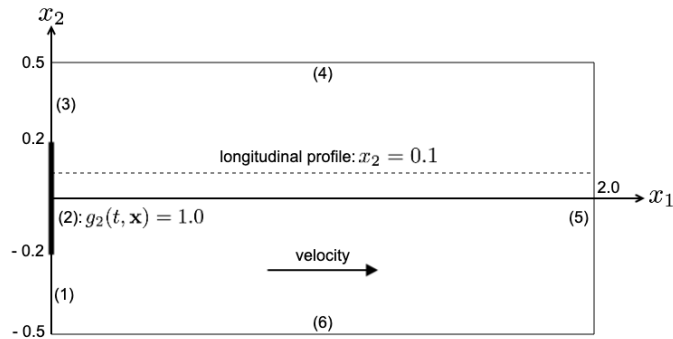 x₂
0.5
(4)
(3)
0.2
longitudinal profile: x₂ = 0.1
2.0
x₁
(2): g₂(t, x) = 1.0
(5)
- 0.2
velocity
(1)
(6)
- 0.5